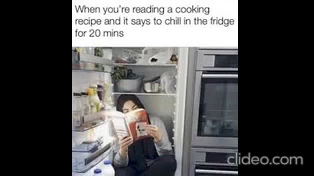 When you're reading a cooking
recipe and it says to chill in the fridge
for 20 mins
clideo.com